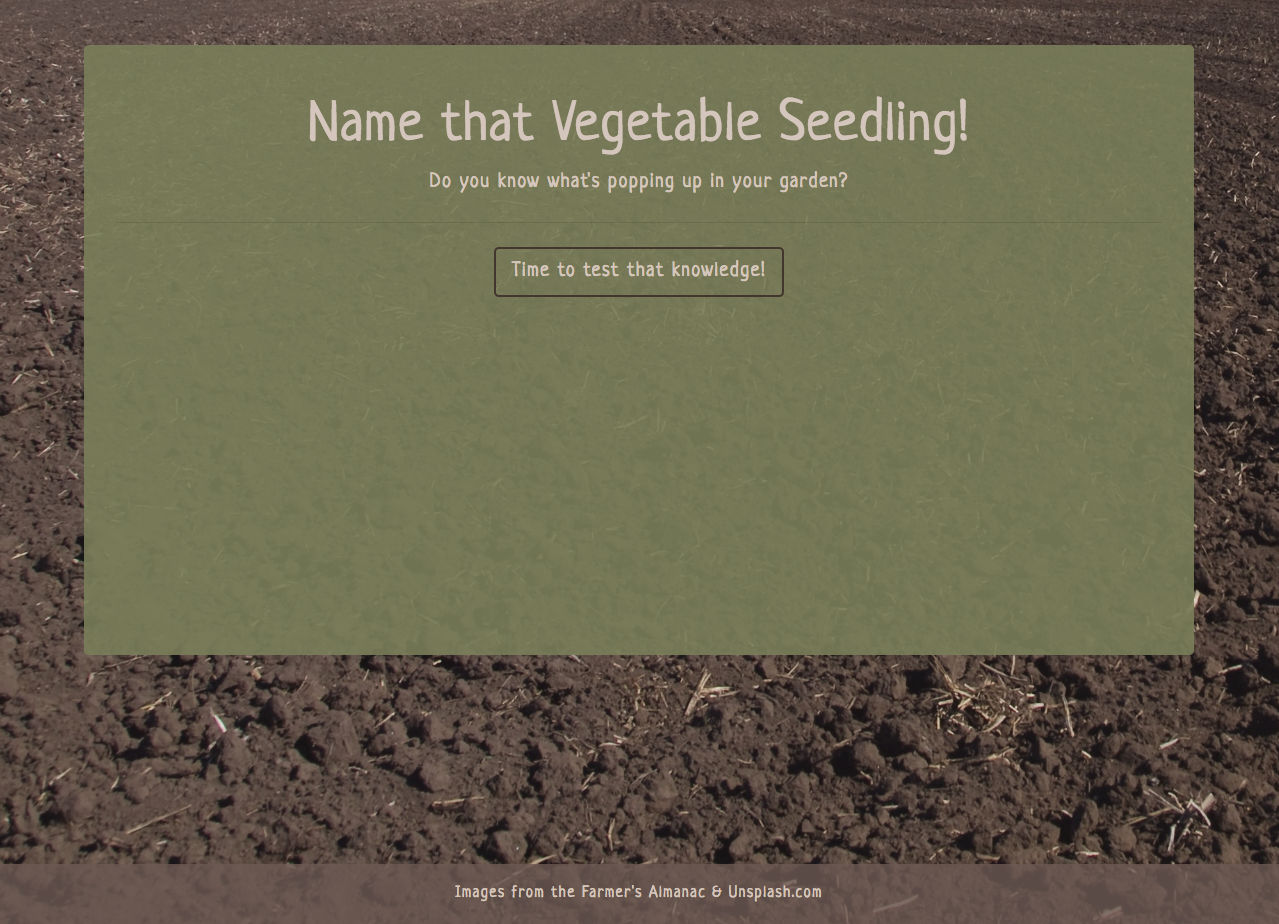 Name that Vegetable Seedling!
Do you know what's popping up in your garden?
Time to test that knowledge!
Images from the Farmer's Almanac & Unsplash.com